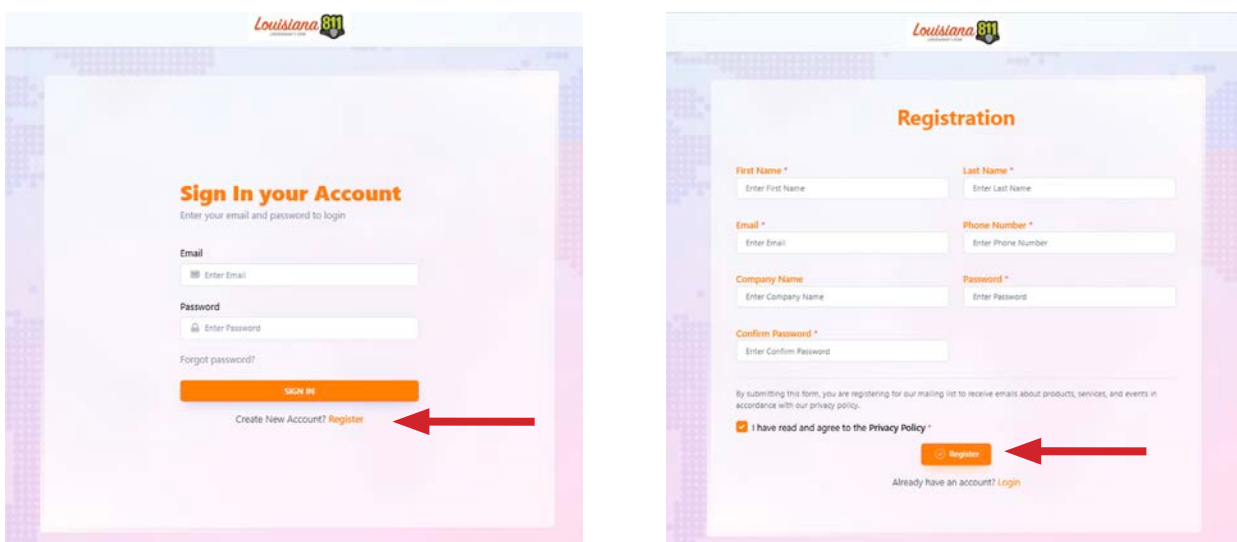 Louisiana 811
Sign In your Account
Enter your email and password to login
Email
Enter Email
Password
Enter Password
Forgot password?
SIGN IN
Create New Account? Register
Louisiana 811
Registration
First Name * Last Name *
Enter First Name Enter Last Name
Email * Phone Number *
Enter Email Enter Phone Number
Company Name Password *
Enter Company Name Enter Password
Confirm Password *
Enter Confirm Password
By submitting this form, you are registering for our mailing list to receive emails about products, services, and events in
accordance with our privacy policy.
I have read and agree to the Privacy Policy *
Register
Already have an account? Login